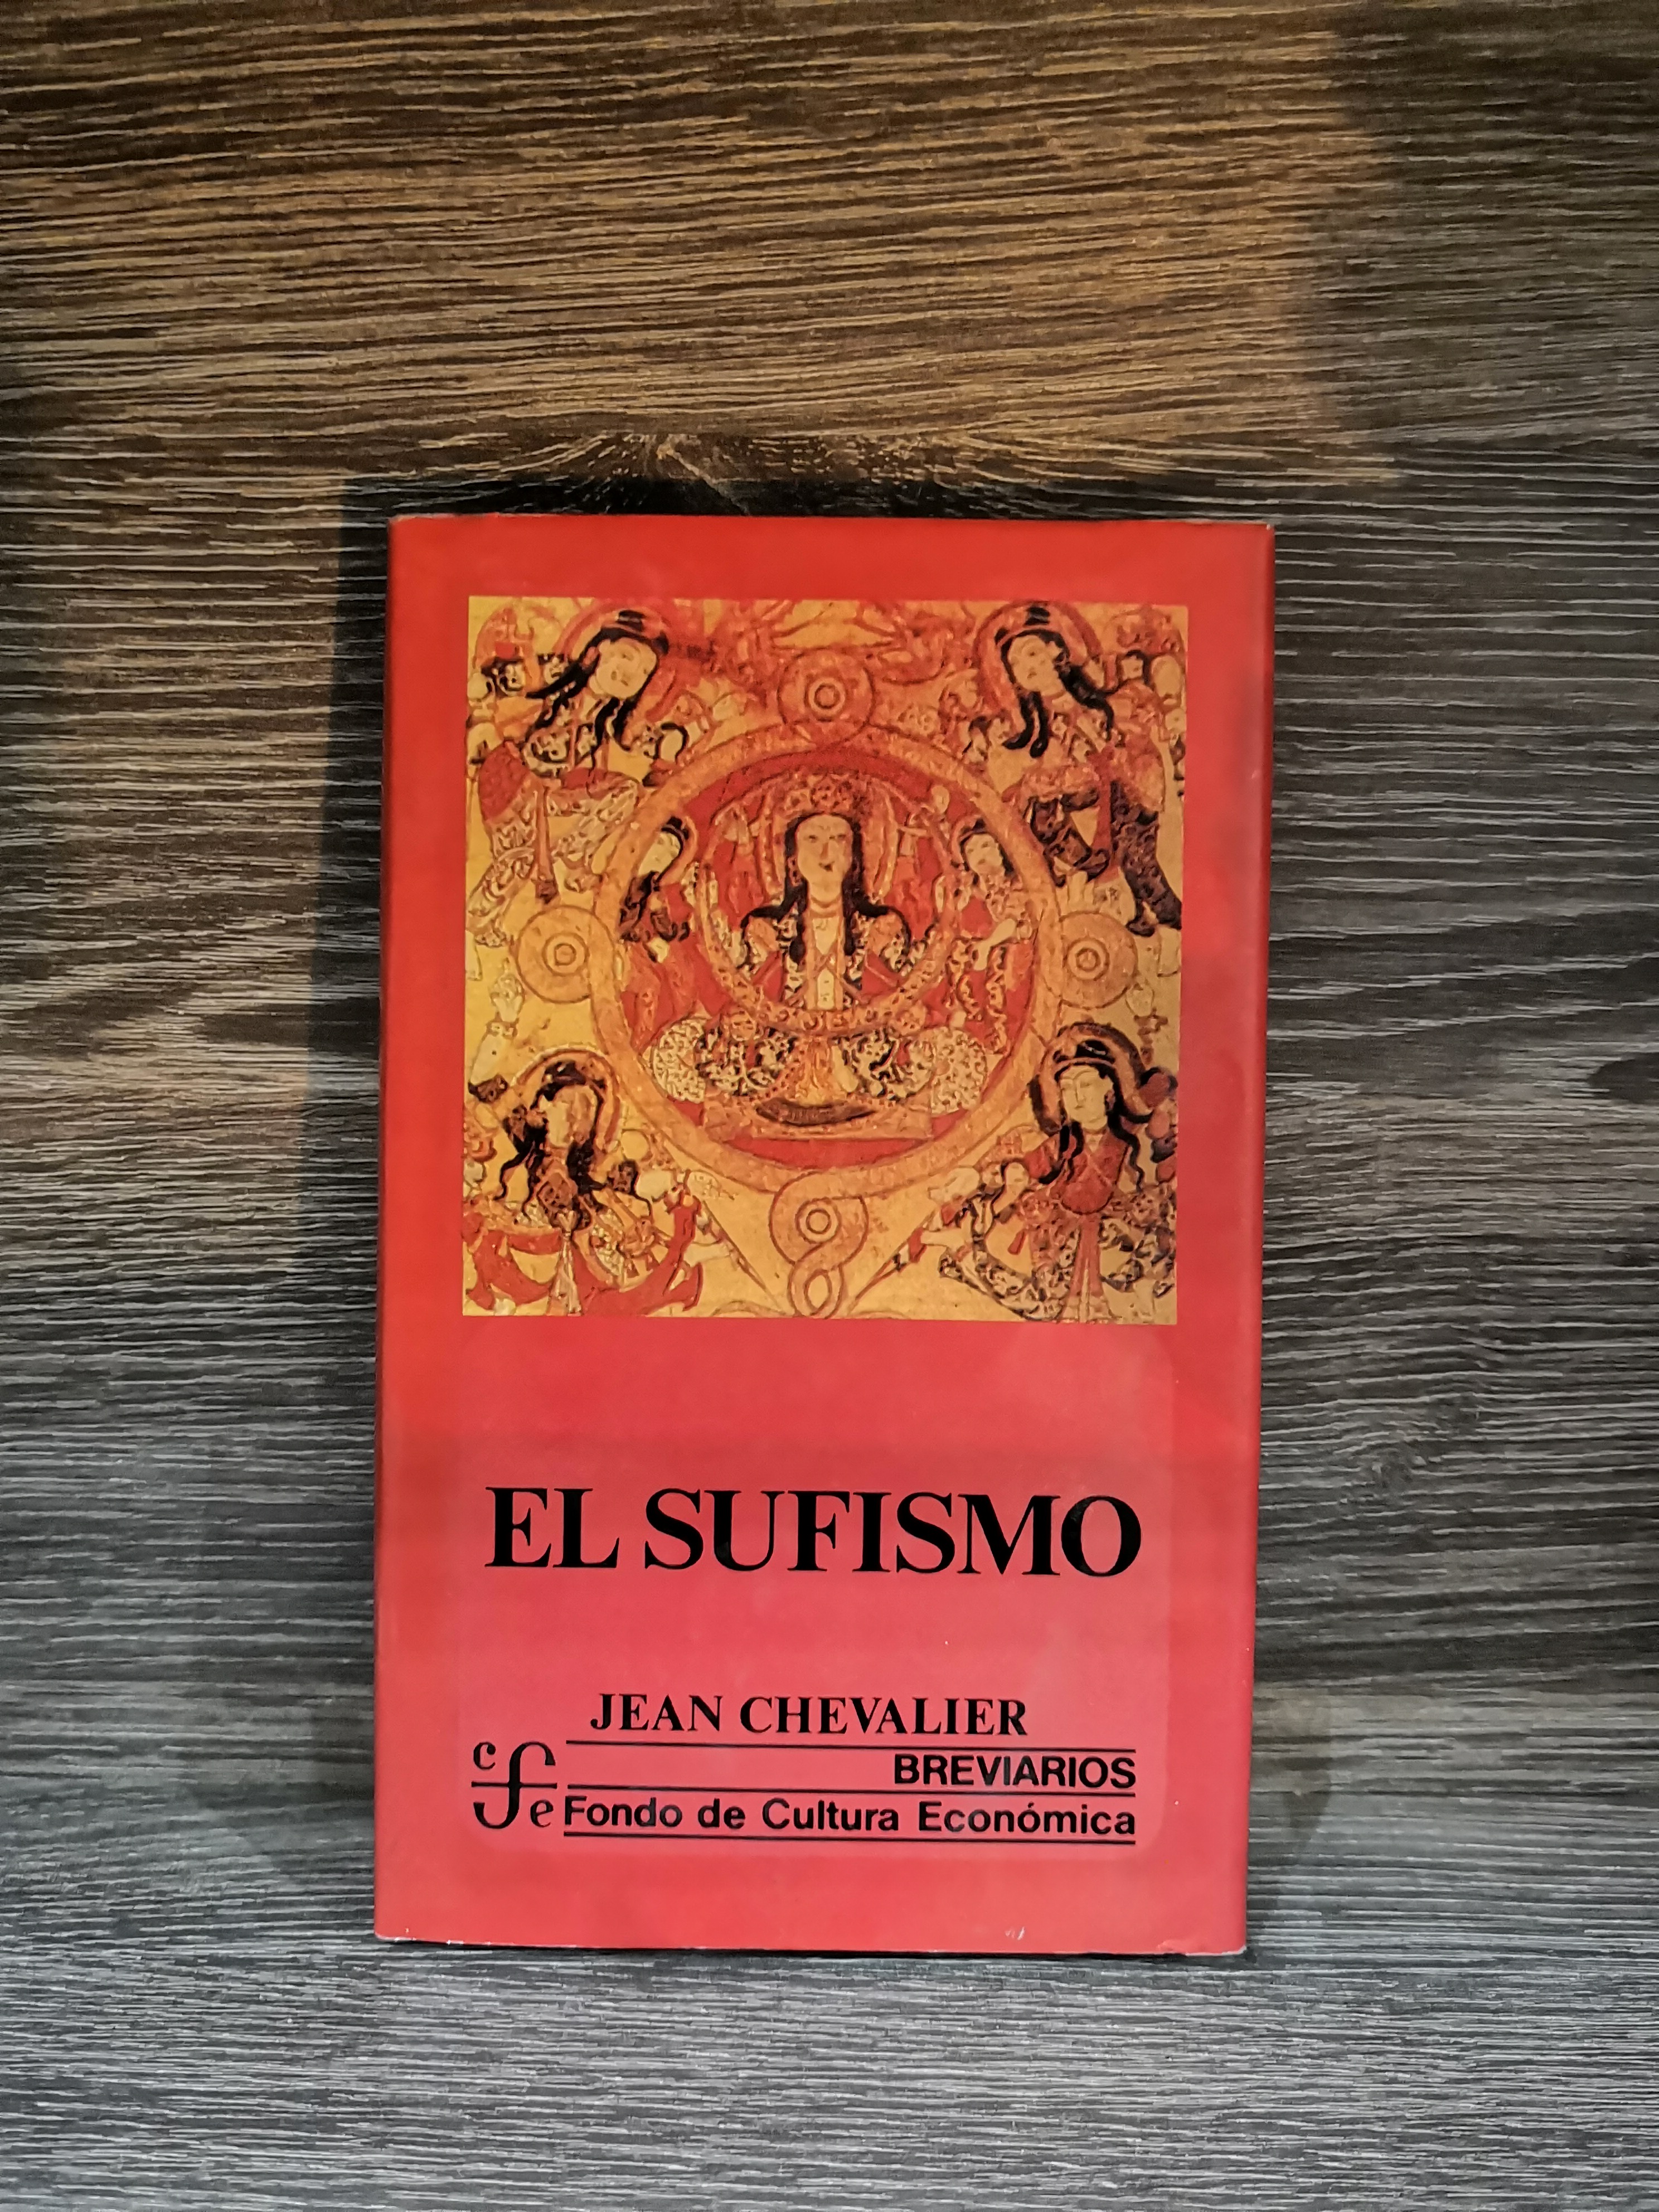 EL SUFISMO
JEAN CHEVALIER
BREVIARIOS
cfe Fondo de Cultura Económica